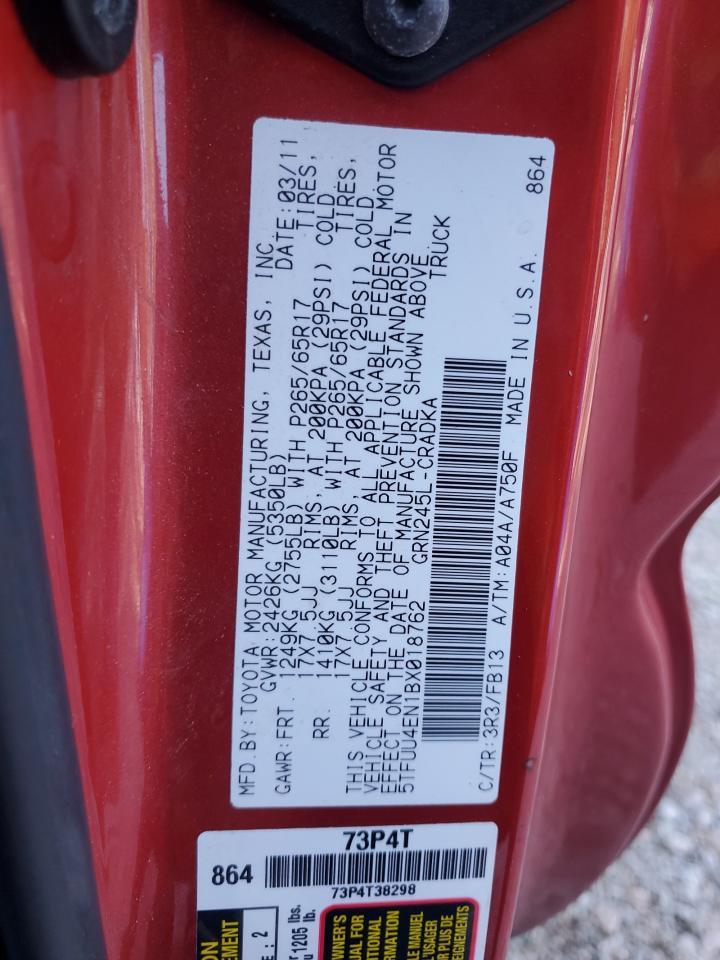 MFD.BY:TOYOTA MOTOR MANUFACTURING, TEXAS, INC.
GVWR:2426KG (5350LB) DATE:03/11
GAWR:FRT. 1249KG (2755LB) WITH P265/65R17 TIRES,
17X7.5JJ RIMS, AT 200KPA (29PSI) COLD
RR. 1410KG (3110LB) WITH P265/65R17 TIRES,
17X7.5JJ RIMS, AT 200KPA (29PSI) COLD
THIS VEHICLE CONFORMS TO ALL APPLICABLE FEDERAL MOTOR
VEHICLE SAFETY AND THEFT PREVENTION STANDARDS IN
EFFECT ON THE DATE OF MANUFACTURE SHOWN ABOVE
5TFUU4EN1BX018762 GRN245L-CRADKA TRUCK
C/TR:3R3/FB13 A/TM:A04A/A750F MADE IN U.S.A. 864
73P4T
864
73P4T38298
2
1205 lbs.
lb.